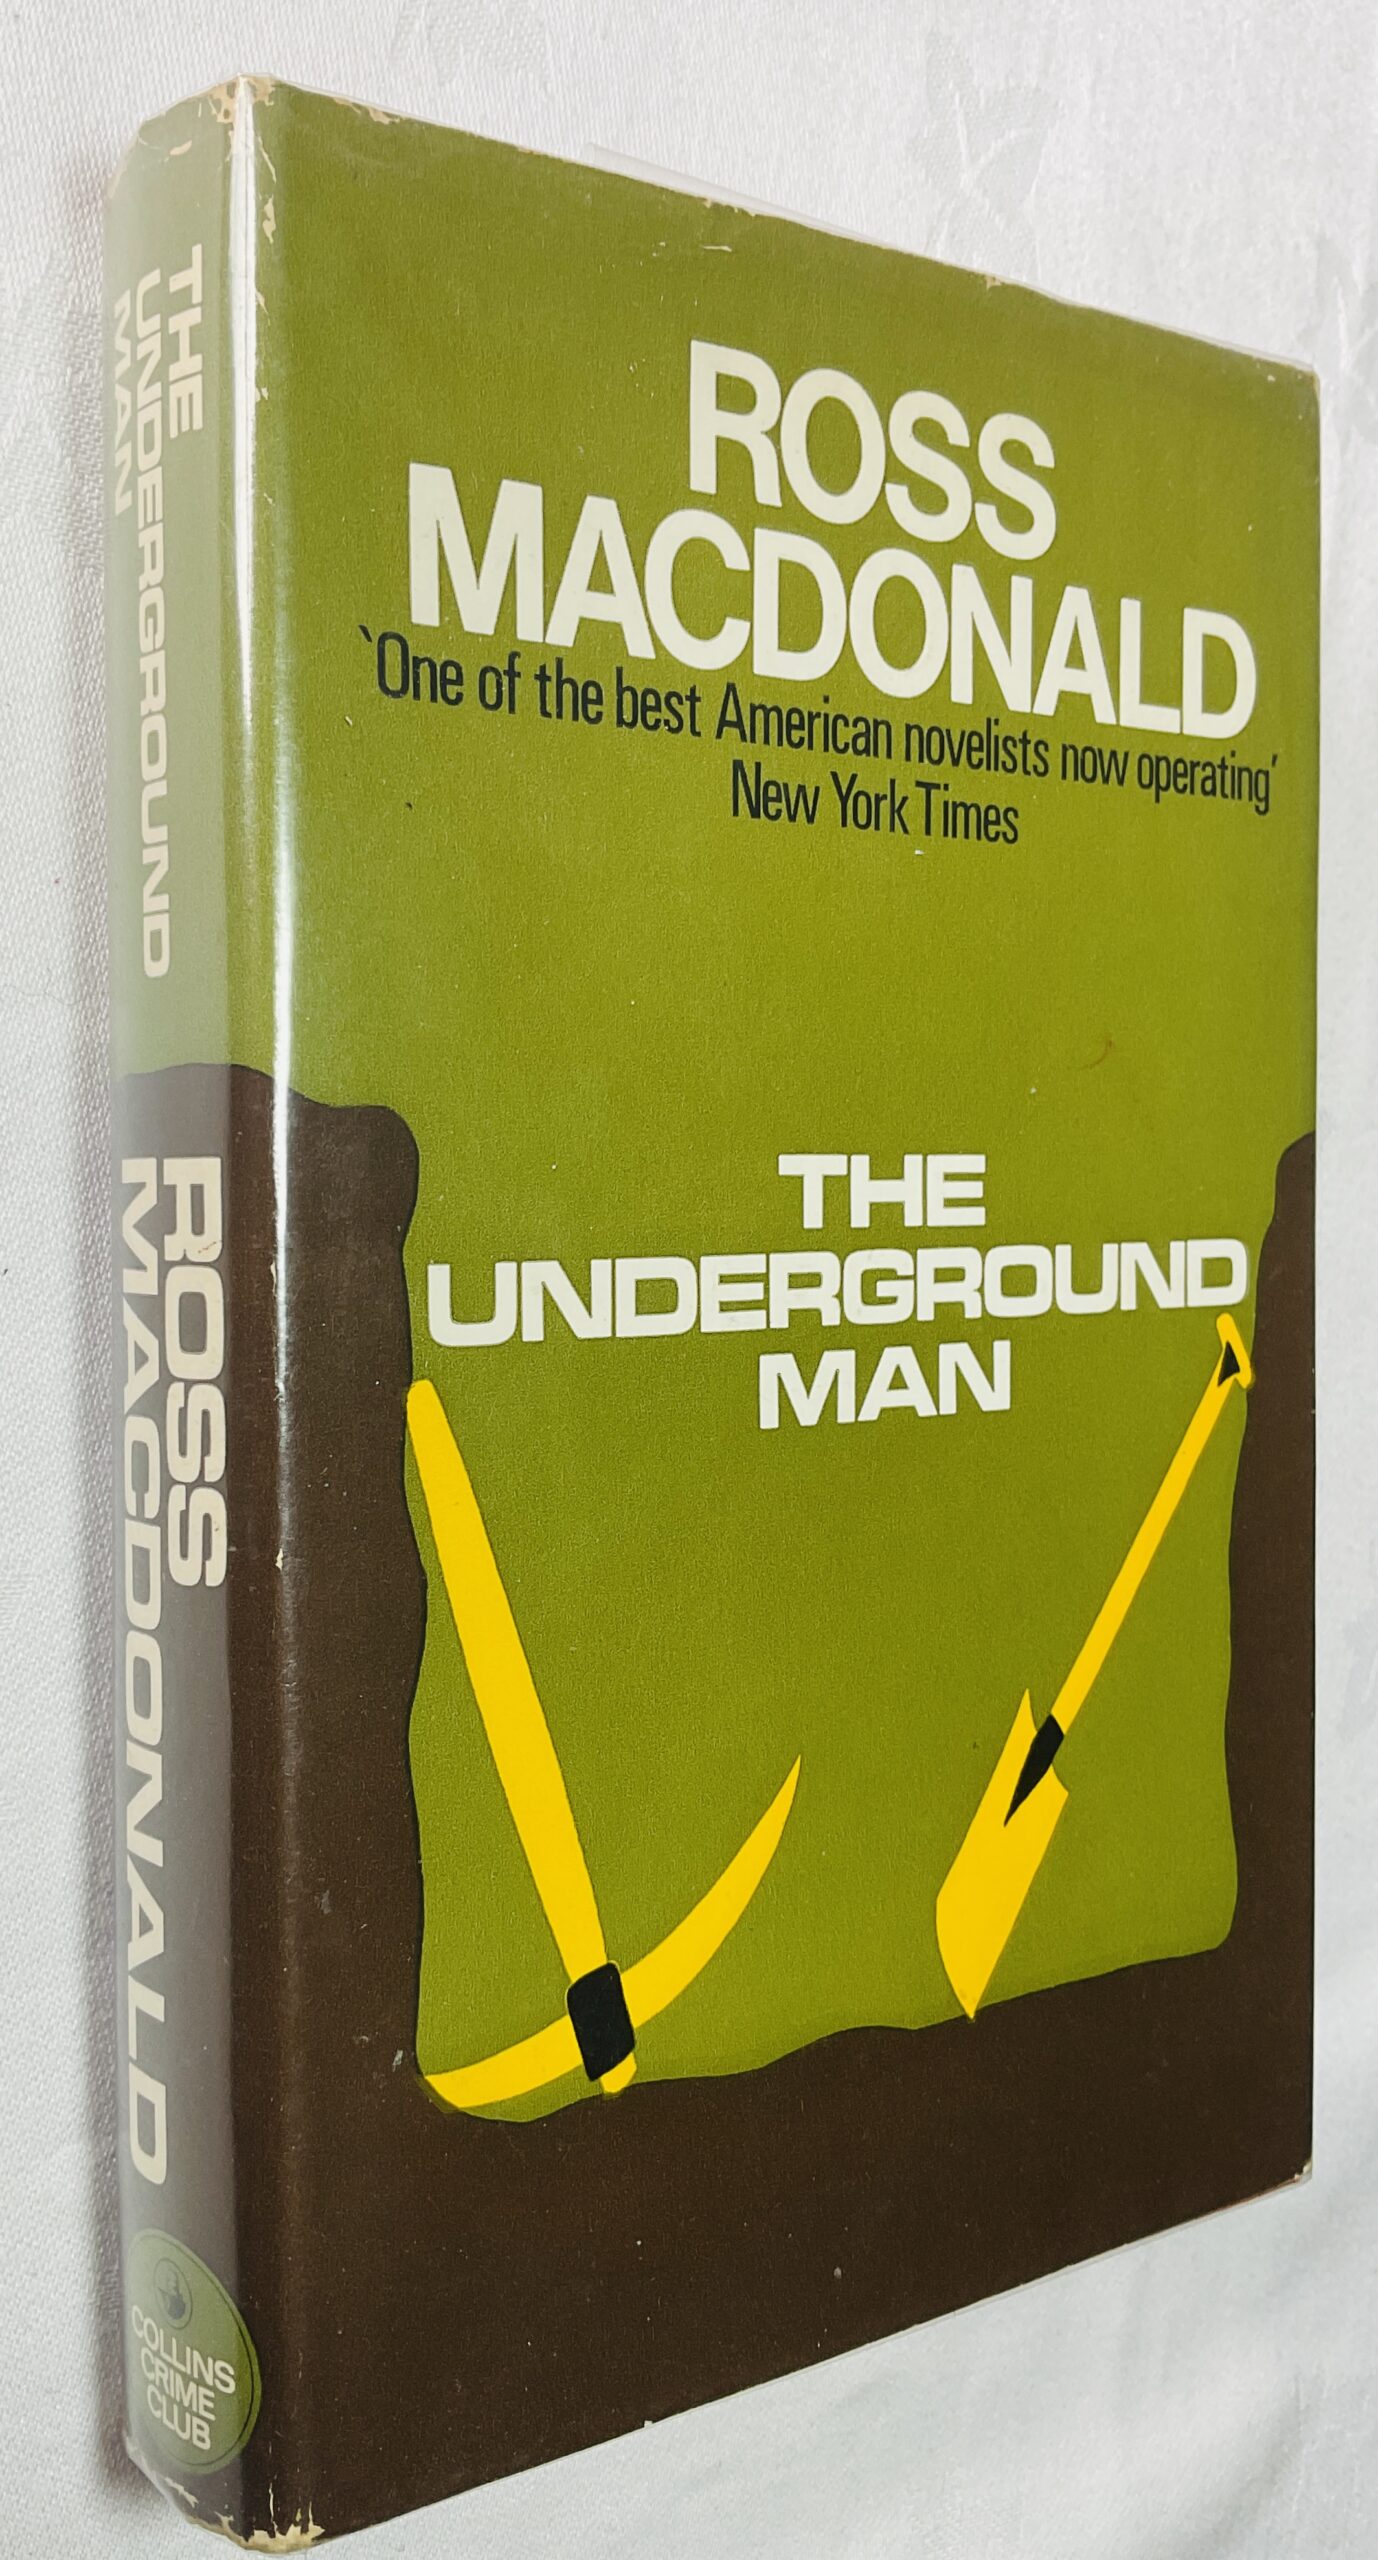 THE
UNDERGROUND
MAN
ROSS
MACDONALD
COLLINS
CRIME
CLUB
ROSS
MACDONALD
‵One of the best American novelists now operating′
New York Times
THE
UNDERGROUND
MAN